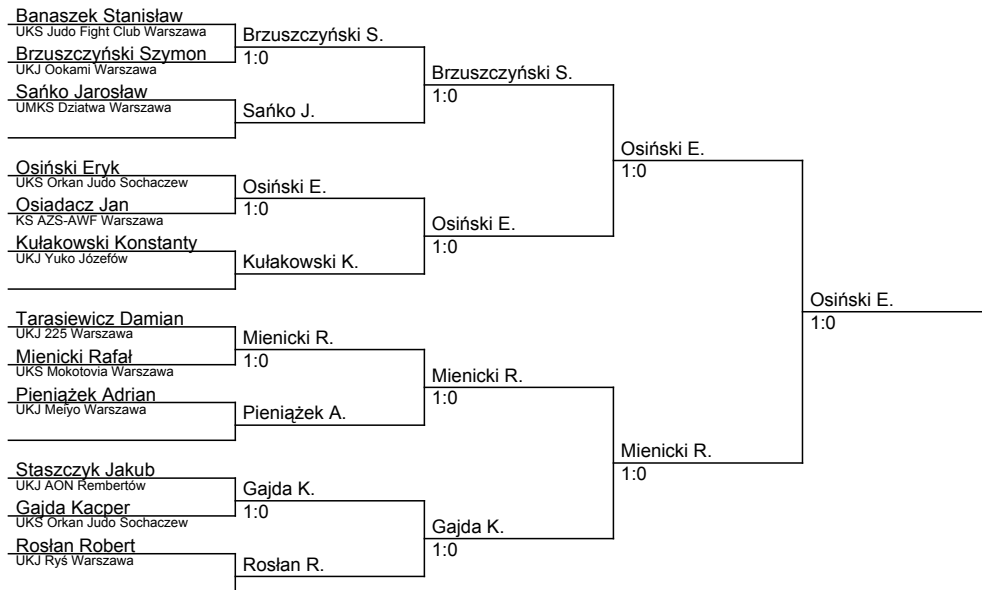 Banaszek Stanisław
UKS Judo Fight Club Warszawa
Brzuszczyński Szymon
UKJ Ookami Warszawa
Sańko Jarosław
UMKS Dziatwa Warszawa
Osiński Eryk
UKS Orkan Judo Sochaczew
Osiadacz Jan
KS AZS-AWF Warszawa
Kułakowski Konstanty
UKJ Yuko Józefów
Tarasiewicz Damian
UKJ 225 Warszawa
Mienicki Rafał
UKS Mokotovia Warszawa
Pieniążek Adrian
UKJ Meiyo Warszawa
Staszczyk Jakub
UKJ AON Rembertów
Gajda Kacper
UKS Orkan Judo Sochaczew
Rosłan Robert
UKJ Ryś Warszawa
Brzuszczyński S.
1:0
Sańko J.
Osiński E.
1:0
Kułakowski K.
Mienicki R.
1:0
Pieniążek A.
Gajda K.
1:0
Rosłan R.
Brzuszczyński S.
1:0
Osiński E.
1:0
Mienicki R.
1:0
Gajda K.
1:0
Osiński E.
1:0
Mienicki R.
1:0
Osiński E.
1:0